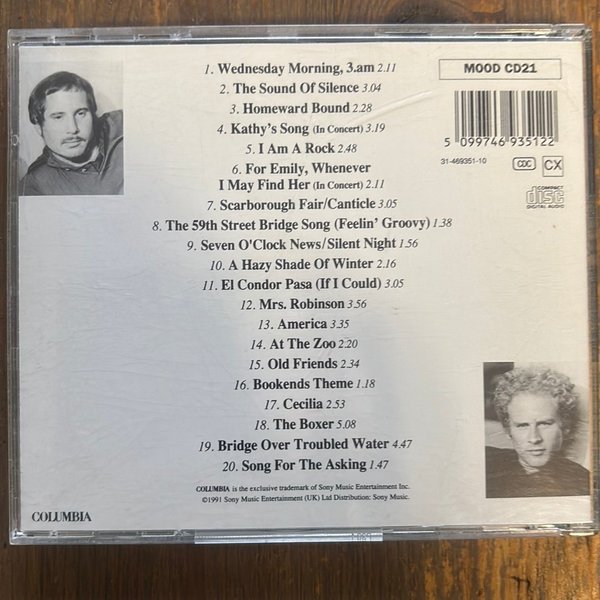 1. Wednesday Morning, 3.am 2.11
2. The Sound Of Silence 3.04
3. Homeward Bound 2.28
4. Kathy's Song (In Concert) 3.19
5. I Am A Rock 2.48
6. For Emily, Whenever
I May Find Her (In Concert) 2.11
7. Scarborough Fair/Canticle 3.05
8. The 59th Street Bridge Song (Feelin' Groovy) 1.38
9. Seven O'Clock News/Silent Night 1.56
10. A Hazy Shade Of Winter 2.16
11. El Condor Pasa (If I Could) 3.05
12. Mrs. Robinson 3.56
13. America 3.35
14. At The Zoo 2.20
15. Old Friends 2.34
16. Bookends Theme 1.18
17. Cecilia 2.53
18. The Boxer 5.08
19. Bridge Over Troubled Water 4.47
20. Song For The Asking 1.47
MOOD CD21
5 099746 935122
31-469351-10
CDC
CX
COMPACT
disc
DIGITAL AUDIO
COLUMBIA is the exclusive trademark of Sony Music Entertainment Inc.
©1991 Sony Music Entertainment (UK) Ltd Distribution: Sony Music.
COLUMBIA